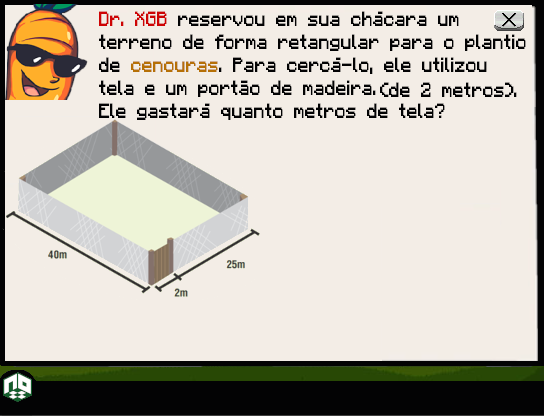 Dr. XGB reservou em sua chácara um
terreno de forma retangular para o plantio
de cenouras. Para cercá-lo, ele utilizou
tela e um portão de madeira.(de 2 metros).
Ele gastará quanto metros de tela?
40m
25m
2m